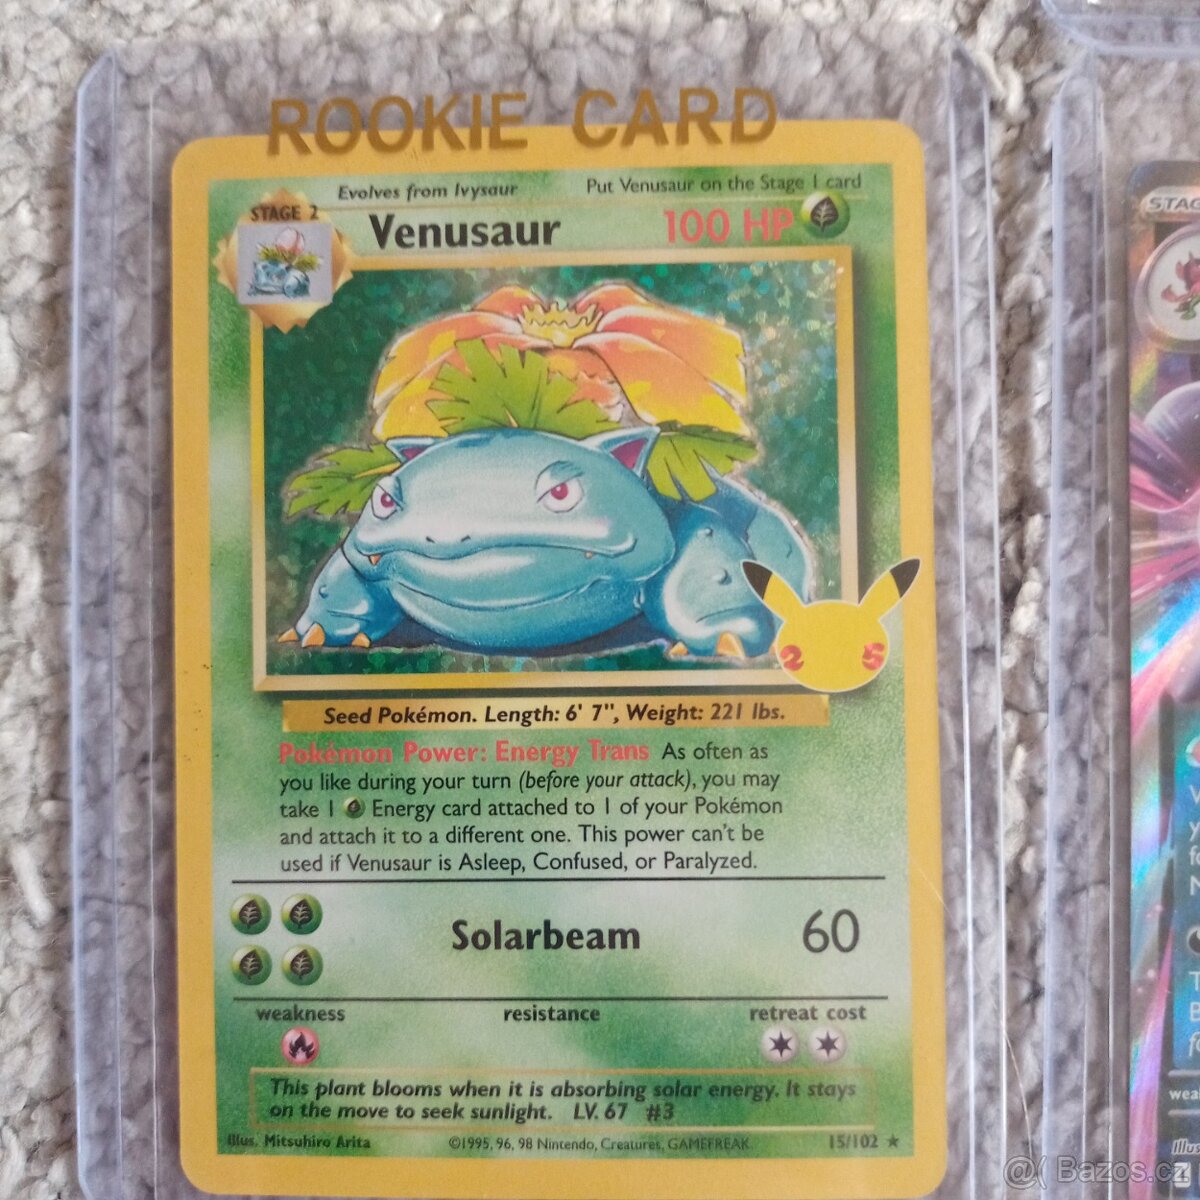 ROOKIE CARD
Evolves from Ivysaur Put Venusaur on the Stage 1 card
STAGE 2
Venusaur 100 HP
25
Seed Pokémon. Length: 6' 7", Weight: 221 lbs.
Pokémon Power: Energy Trans As often as
you like during your turn (before your attack), you may
take 1 Energy card attached to 1 of your Pokémon
and attach it to a different one. This power can't be
used if Venusaur is Asleep, Confused, or Paralyzed.
Solarbeam 60
weakness resistance retreat cost
This plant blooms when it is absorbing solar energy. It stays
on the move to seek sunlight. LV. 67 #3
Illus. Mitsuhiro Arita ©1995, 96, 98 Nintendo, Creatures, GAMEFREAK. 15/102 ★
STAG
weak
Illus
Bazos.cz